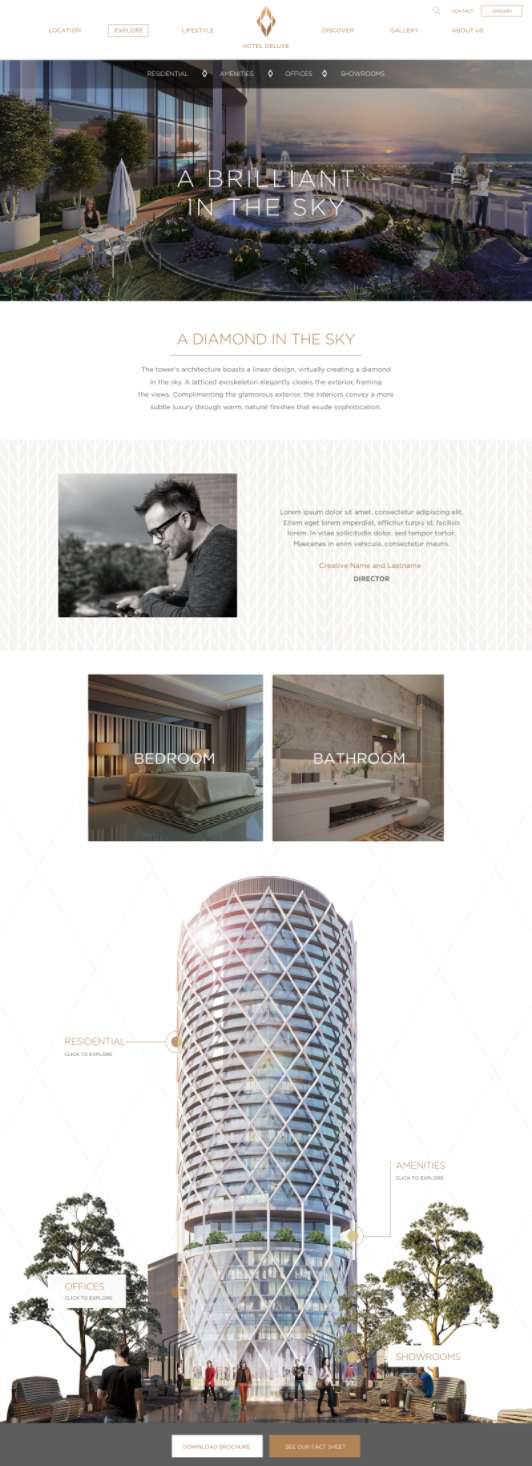 CONTACT
ENQUIRY
LOCATION
EXPLORE
LIFESTYLE
HOTEL DELUXE
DISCOVER
GALLERY
ABOUT US
RESIDENTIAL
AMENITIES
OFFICES
SHOWROOMS
A BRILLIANT
IN THE SKY
A DIAMOND IN THE SKY
The tower's architecture boasts a linear design, virtually creating a diamond
in the sky. A latticed exoskeleton elegantly cloaks the exterior, framing
the views. Complimenting the glamorous exterior, the interiors convey a more
subtle luxury through warm, natural finishes that exude sophistication.
Lorem ipsum dolor sit amet, consectetur adipiscing elit.
Etiam eget lorem imperdiet, efficitur turpis id, facilisis
lorem. In vitae sollicitudin dolor, sed tempor tortor.
Maecenas in enim vehicula, consectetur mauris.
Creative Name and Lastname
DIRECTOR
BEDROOM
BATHROOM
RESIDENTIAL
CLICK TO EXPLORE
AMENITIES
CLICK TO EXPLORE
OFFICES
CLICK TO EXPLORE
SHOWROOMS
DOWNLOAD BROCHURE
SEE OUR FACT SHEET